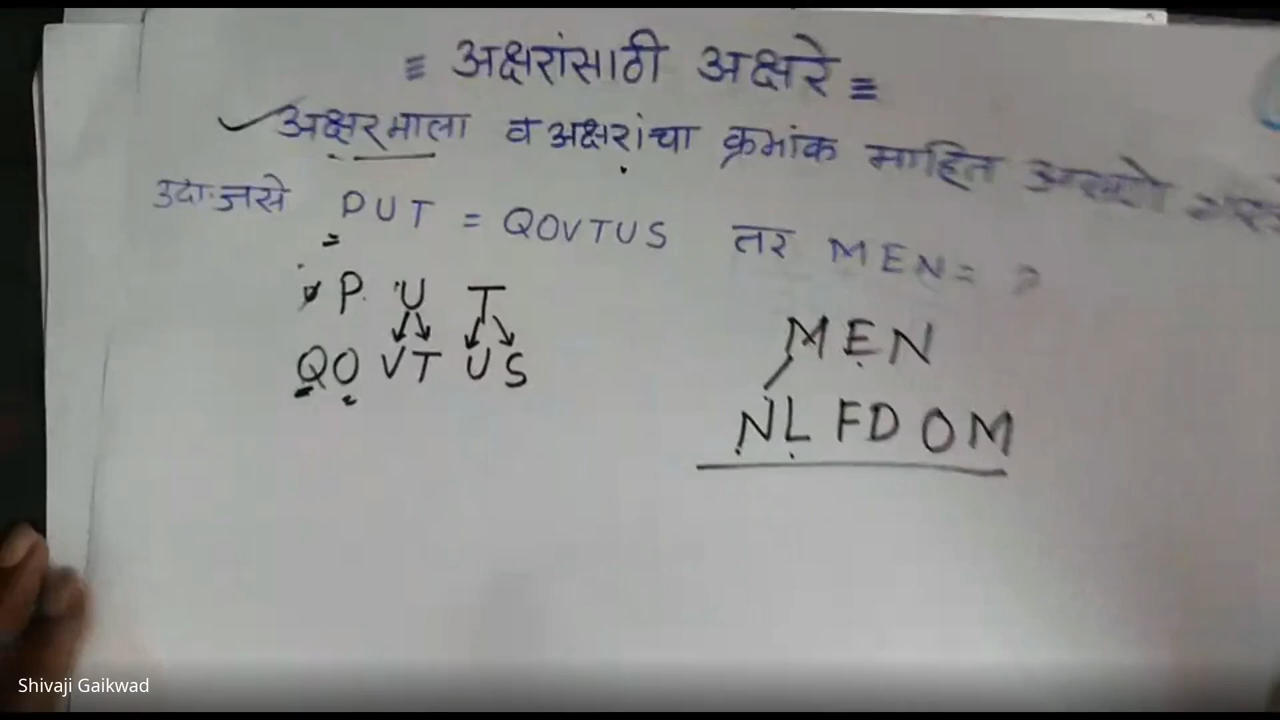 = अक्षरांसाठी अक्षरे =
✓ अक्षरमाला व अक्षरांचा क्रमांक माहित
उदा. जसे PUT = QOVTUS तर MEN = ?
P U T
QO VT US
MEN
NL FD OM
Shivaji Gaikwad